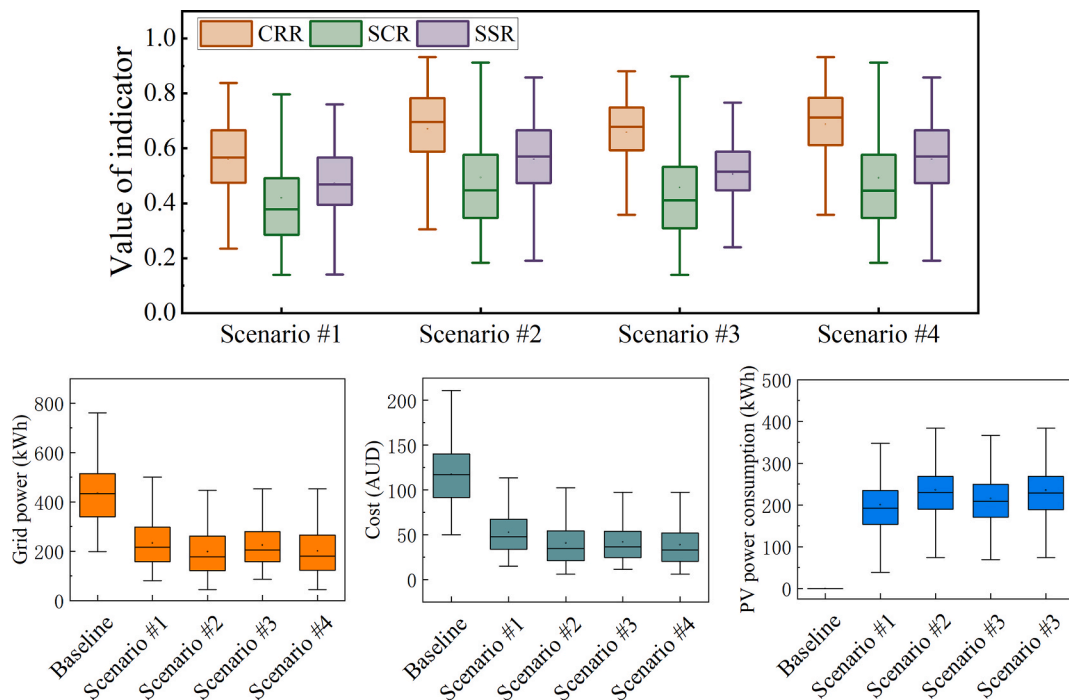 CRR SCR SSR
Value of indicator
1.0
0.8
0.6
0.4
0.2
0.0
Scenario #1 Scenario #2 Scenario #3 Scenario #4
Grid power (kWh)
800
600
400
200
0
Baseline
Scenario #1
Scenario #2
Scenario #3
Scenario #4
Cost (AUD)
200
150
100
50
0
Baseline
Scenario #1
Scenario #2
Scenario #3
Scenario #4
PV power consumption (kWh)
500
400
300
200
100
0
Baseline
Scenario #1
Scenario #2
Scenario #3
Scenario #3